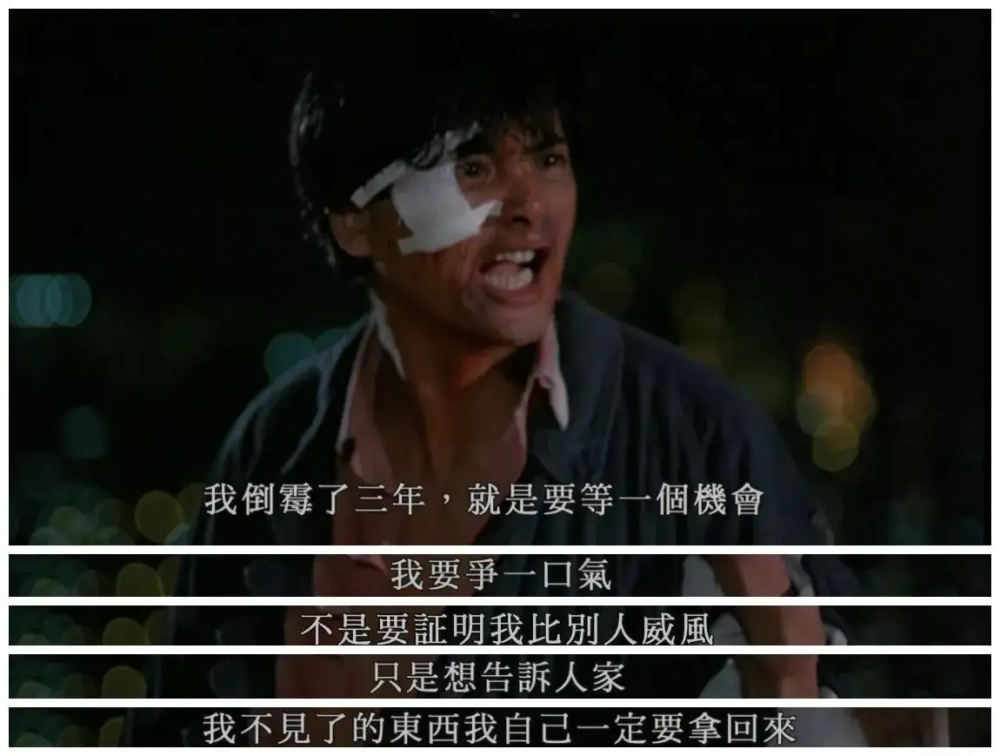 我倒霉了三年，就是要等一個機會
我要爭一口氣
不是要証明我比別人威風
只是想告訴人家
我不見了的東西我自己一定要拿回來